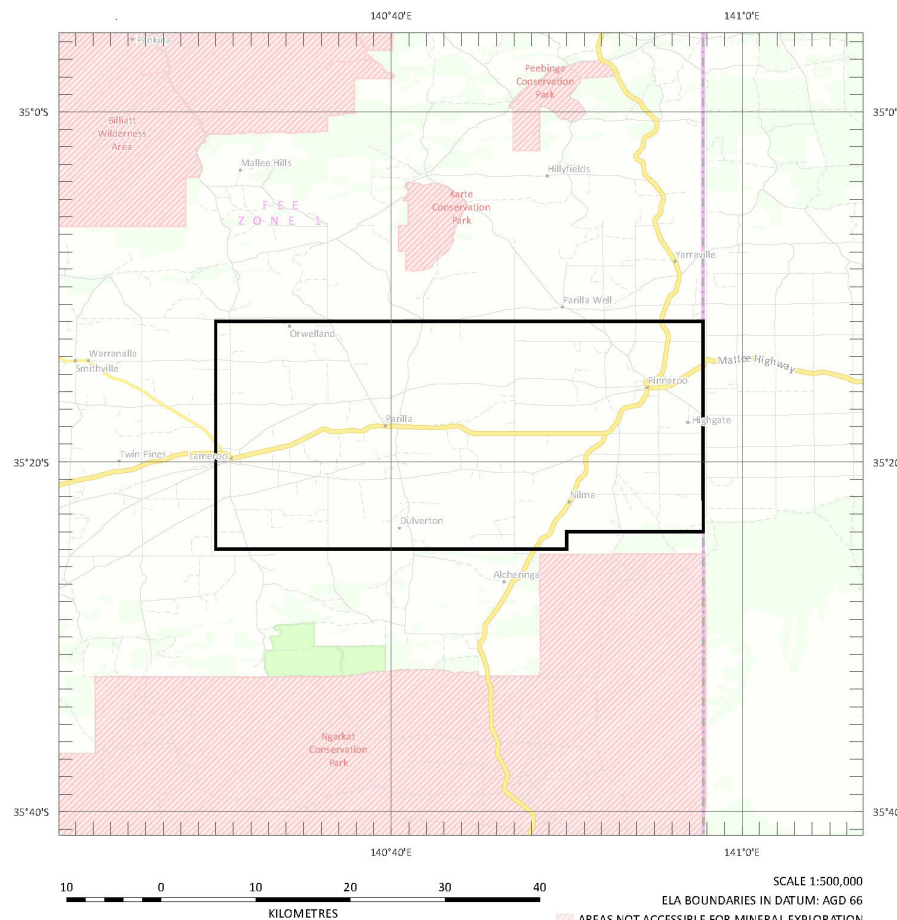 140°40'E 141°0'E
Pankina
Peebinga
Conservation
Park
35°0'S
35°0'
Billiatt
Wilderness
Area
Mallee Hills
Hillyfields
FEE
ZONE 1
Karte
Conservation
Park
Yarraville
Parilla Well
Orwelland
Warranalla
Smithville
Mallee Highway
Pinnaroo
Parilla
Highgate
Twin Pines
Lameroo
35°20'S
35°20
Nilma
Dulverton
Alcheringa
Ngarkat
Conservation
Park
35°40'S
35°40
140°40'E 141°0'E
10 0 10 20 30 40
KILOMETRES
SCALE 1:500,000
ELA BOUNDARIES IN DATUM: AGD 66
AREAS NOT ACCESSIBLE FOR MINERAL EXPLORATION